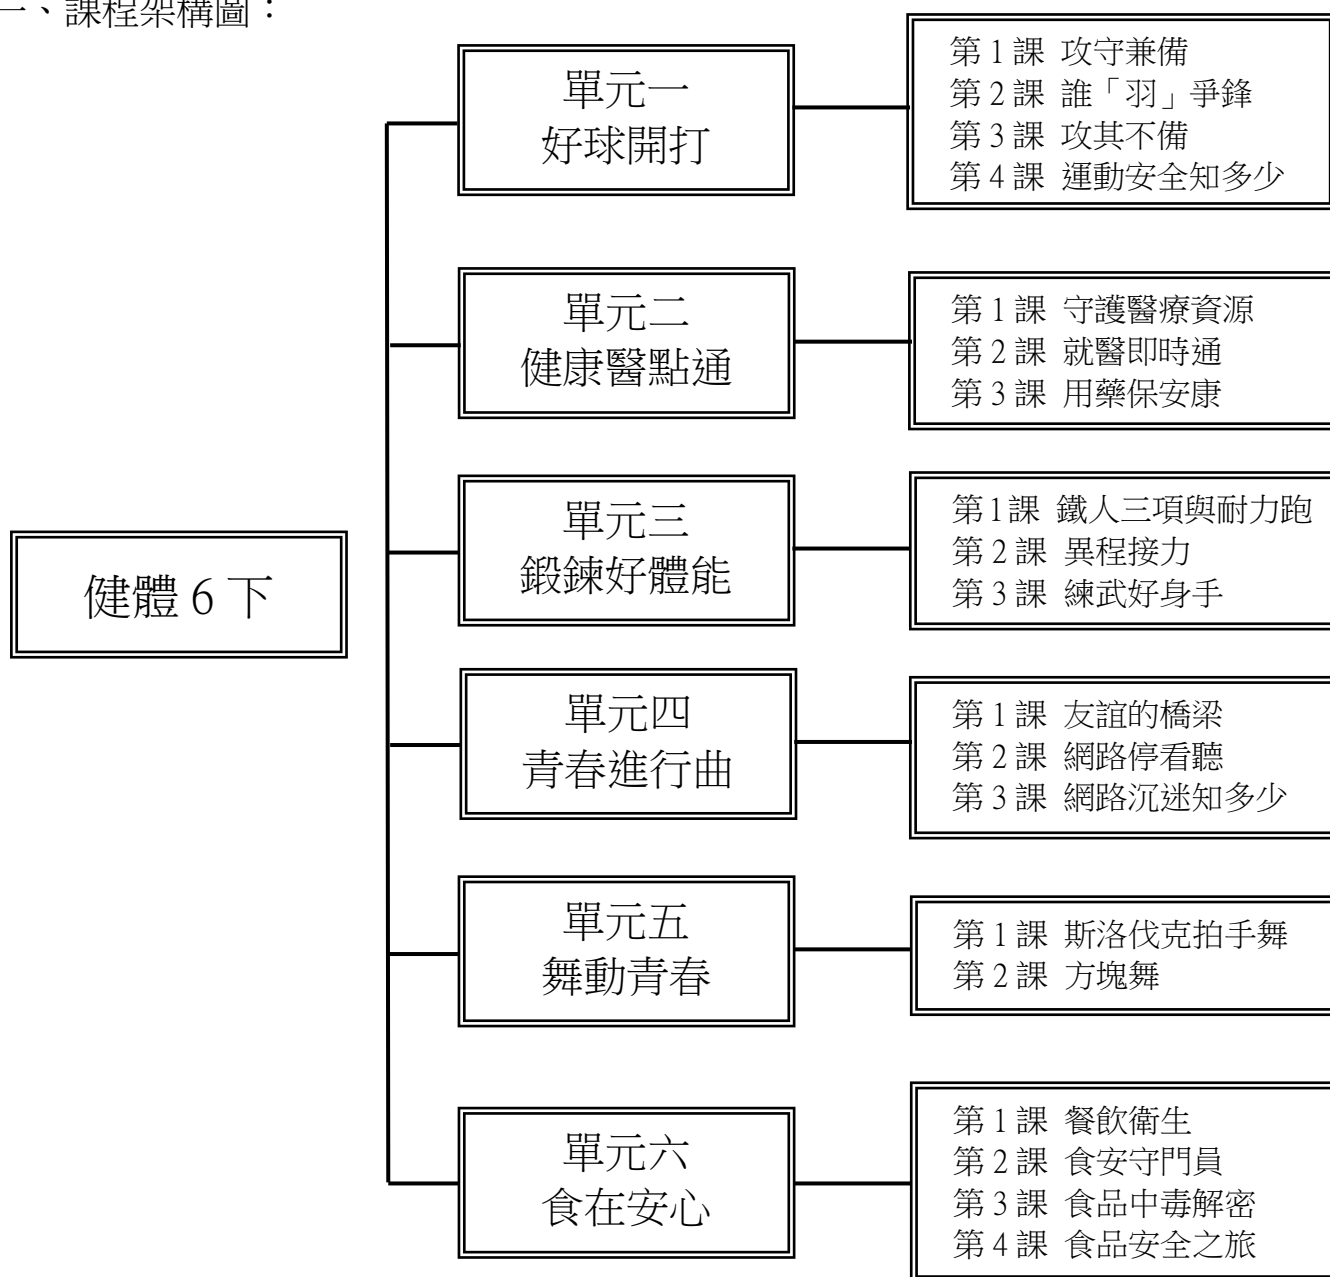 一、課程架構圖：
健體 6 下
單元一
好球開打
第 1 課 攻守兼備
第 2 課 誰「羽」爭鋒
第 3 課 攻其不備
第 4 課 運動安全知多少
單元二
健康醫點通
第 1 課 守護醫療資源
第 2 課 就醫即時通
第 3 課 用藥保安康
單元三
鍛鍊好體能
第1課 鐵人三項與耐力跑
第 2 課 異程接力
第 3 課 練武好身手
單元四
青春進行曲
第 1 課 友誼的橋梁
第 2 課 網路停看聽
第 3 課 網路沉迷知多少
單元五
舞動青春
第 1 課 斯洛伐克拍手舞
第 2 課 方塊舞
單元六
食在安心
第 1 課 餐飲衛生
第 2 課 食安守門員
第 3 課 食品中毒解密
第 4 課 食品安全之旅